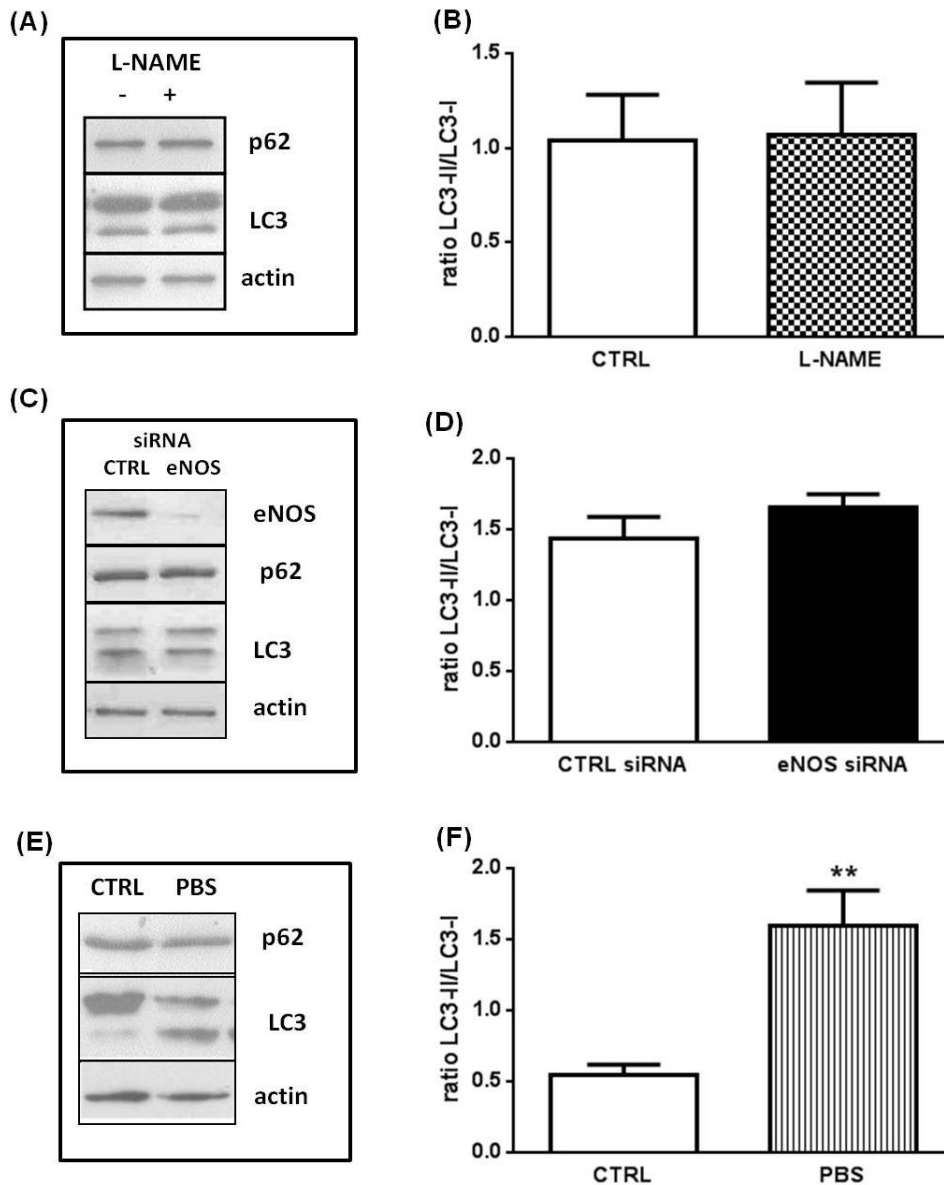 (A)
L-NAME
- +
p62
LC3
actin
(B)
ratio LC3-II/LC3-I
1.5
1.0
0.5
0.0
CTRL L-NAME
(C)
siRNA
CTRL eNOS
eNOS
p62
LC3
actin
(D)
ratio LC3-II/LC3-I
2.0
1.5
1.0
0.5
0.0
CTRL siRNA eNOS siRNA
(E)
CTRL PBS
p62
LC3
actin
(F)
ratio LC3-II/LC3-I
2.0
1.5
1.0
0.5
0.0
**
CTRL PBS